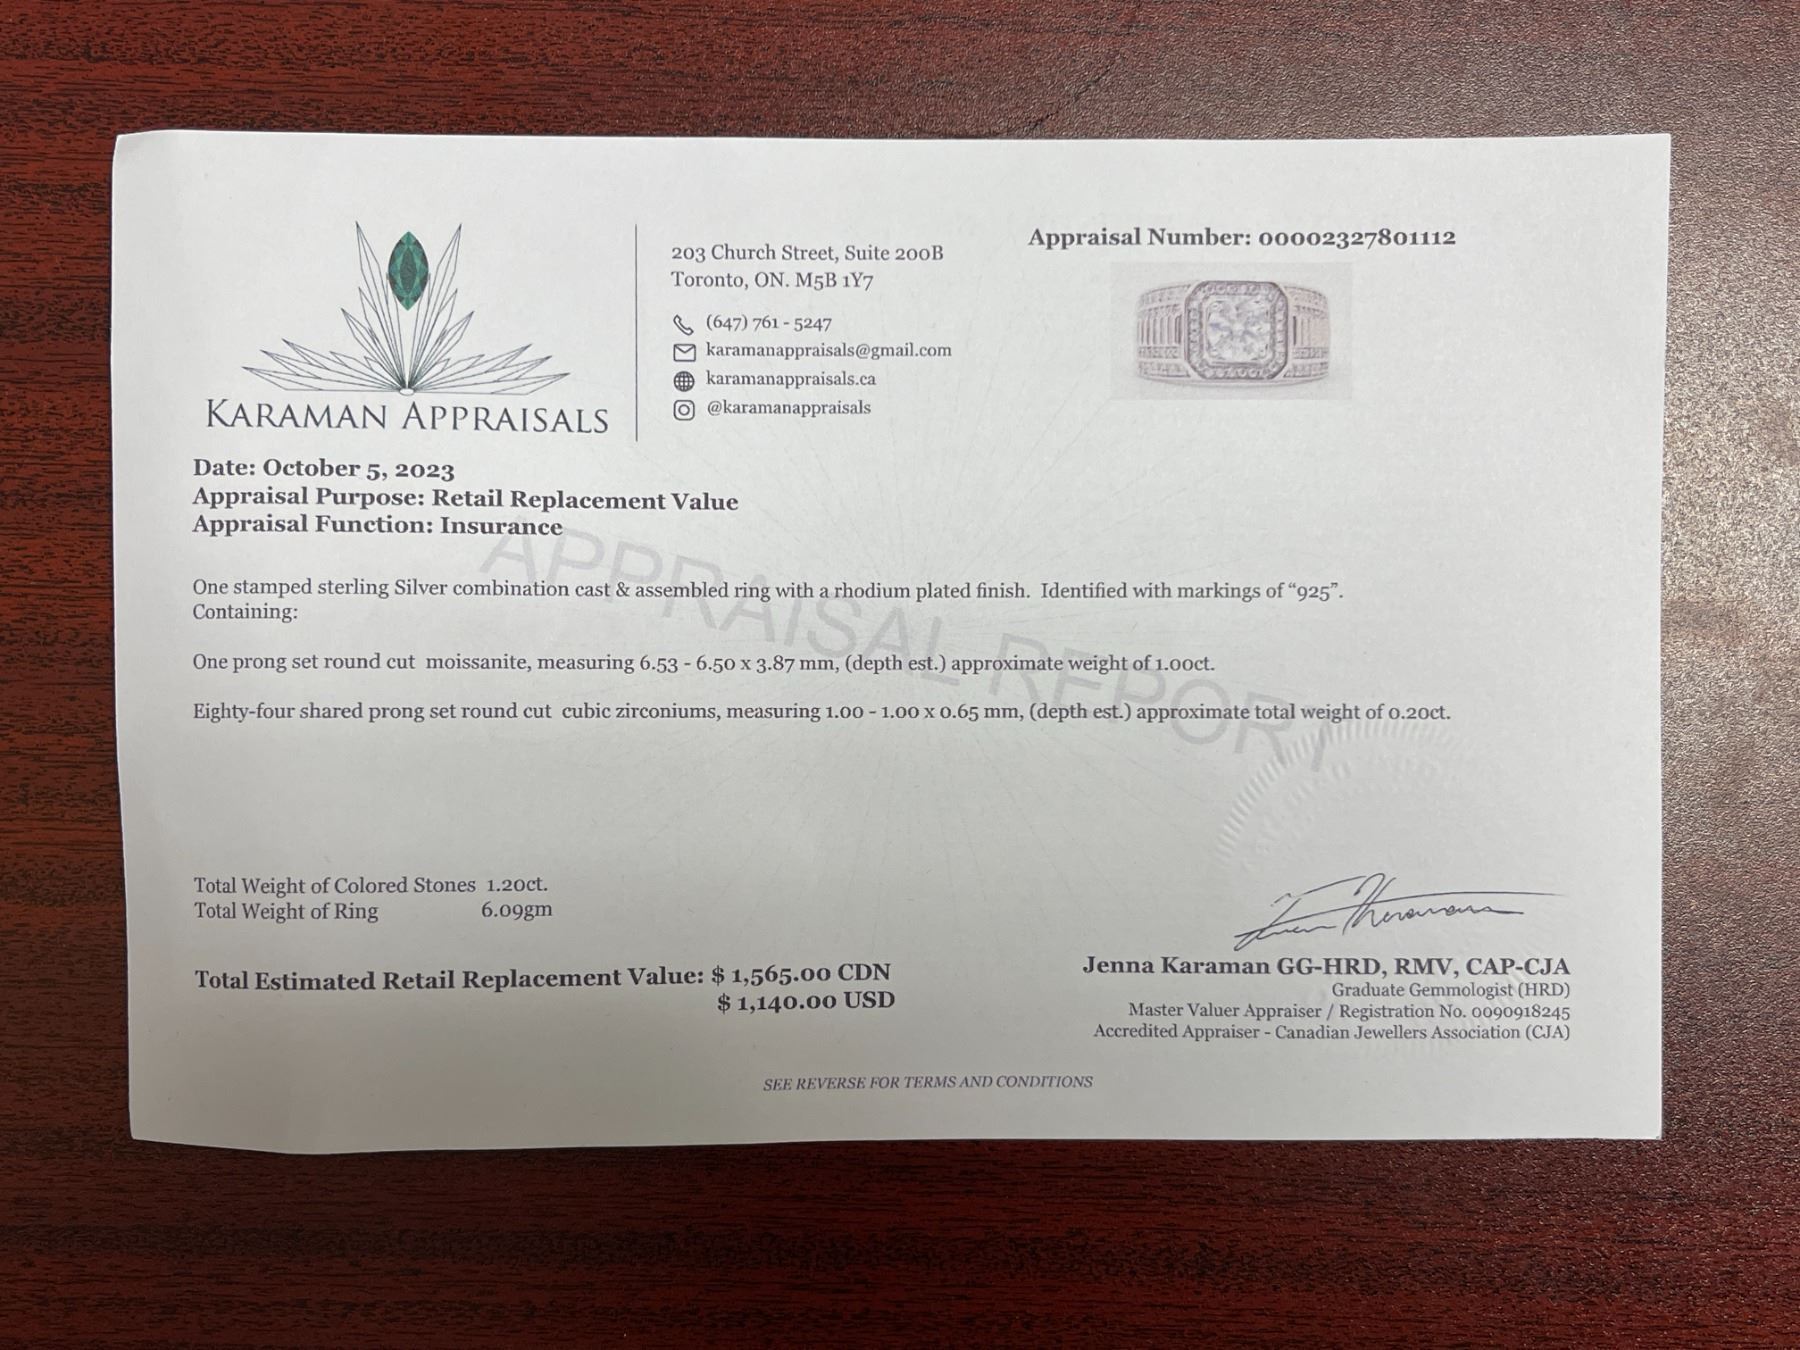 KARAMAN APPRAISALS
203 Church Street, Suite 200B
Toronto, ON. M5B 1Y7
(647) 761 - 5247
karamanappraisals@gmail.com
karamanappraisals.ca
@karamanappraisals
Appraisal Number: 00002327801112
Date: October 5, 2023
Appraisal Purpose: Retail Replacement Value
Appraisal Function: Insurance
APPRAISAL REPORT
One stamped sterling Silver combination cast & assembled ring with a rhodium plated finish. Identified with markings of “925”.
Containing:
One prong set round cut moissanite, measuring 6.53 - 6.50 x 3.87 mm, (depth est.) approximate weight of 1.00ct.
Eighty-four shared prong set round cut cubic zirconiums, measuring 1.00 - 1.00 x 0.65 mm, (depth est.) approximate total weight of 0.20ct.
Total Weight of Colored Stones 1.20ct.
Total Weight of Ring 6.09gm
Total Estimated Retail Replacement Value: $ 1,565.00 CDN
$ 1,140.00 USD
Jenna Karaman GG-HRD, RMV, CAP-CJA
Graduate Gemmologist (HRD)
Master Valuer Appraiser / Registration No. 0090918245
Accredited Appraiser - Canadian Jewellers Association (CJA)
SEE REVERSE FOR TERMS AND CONDITIONS